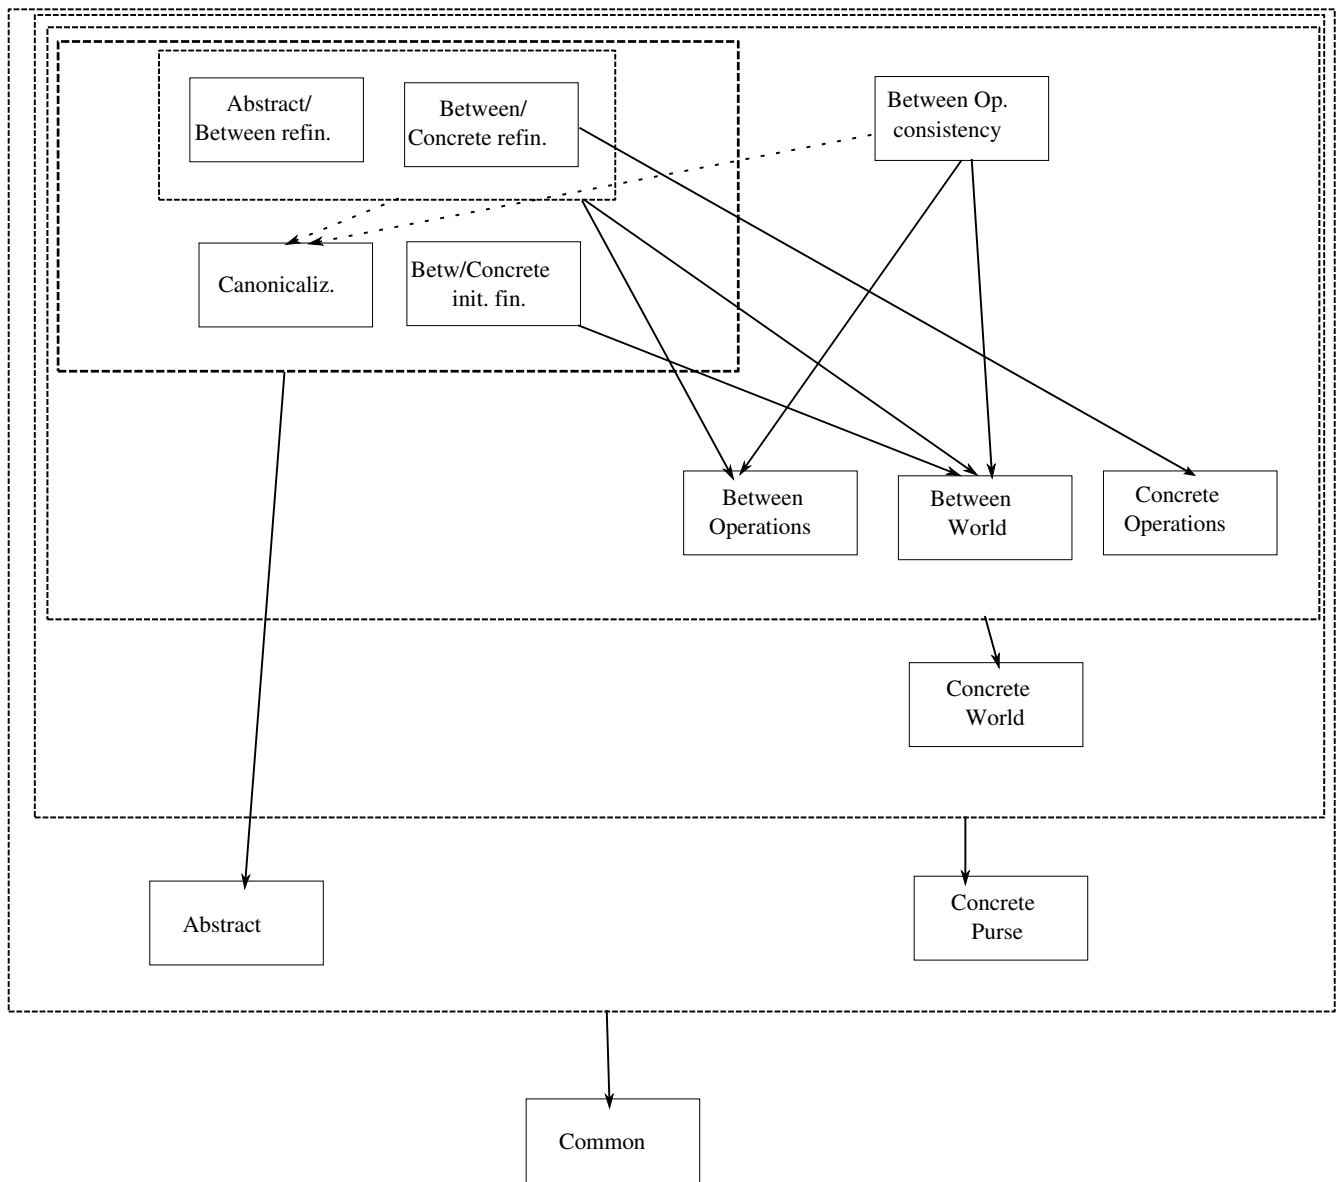 Abstract/
Between refin.
Between/
Concrete refin.
Between Op.
consistency
Canonicaliz.
Betw/Concrete
init. fin.
Between
Operations
Between
World
Concrete
Operations
Concrete
World
Abstract
Concrete
Purse
Common